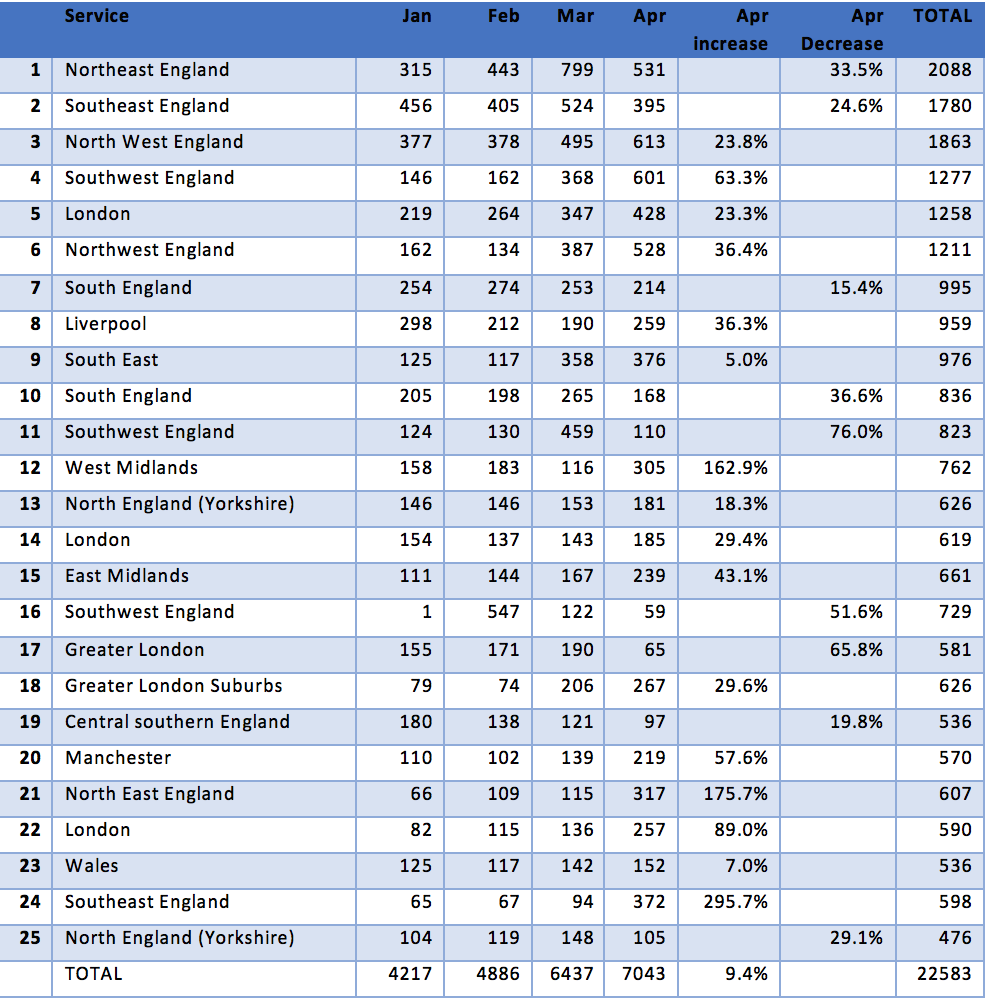 Service Jan Feb Mar Apr Apr Apr TOTAL
increase Decrease
1 Northeast England 315 443 799 531 33.5% 2088
2 Southeast England 456 405 524 395 24.6% 1780
3 North West England 377 378 495 613 23.8% 1863
4 Southwest England 146 162 368 601 63.3% 1277
5 London 219 264 347 428 23.3% 1258
6 Northwest England 162 134 387 528 36.4% 1211
7 South England 254 274 253 214 15.4% 995
8 Liverpool 298 212 190 259 36.3% 959
9 South East 125 117 358 376 5.0% 976
10 South England 205 198 265 168 36.6% 836
11 Southwest England 124 130 459 110 76.0% 823
12 West Midlands 158 183 116 305 162.9% 762
13 North England (Yorkshire) 146 146 153 181 18.3% 626
14 London 154 137 143 185 29.4% 619
15 East Midlands 111 144 167 239 43.1% 661
16 Southwest England 1 547 122 59 51.6% 729
17 Greater London 155 171 190 65 65.8% 581
18 Greater London Suburbs 79 74 206 267 29.6% 626
19 Central southern England 180 138 121 97 19.8% 536
20 Manchester 110 102 139 219 57.6% 570
21 North East England 66 109 115 317 175.7% 607
22 London 82 115 136 257 89.0% 590
23 Wales 125 117 142 152 7.0% 536
24 Southeast England 65 67 94 372 295.7% 598
25 North England (Yorkshire) 104 119 148 105 29.1% 476
TOTAL 4217 4886 6437 7043 9.4% 22583